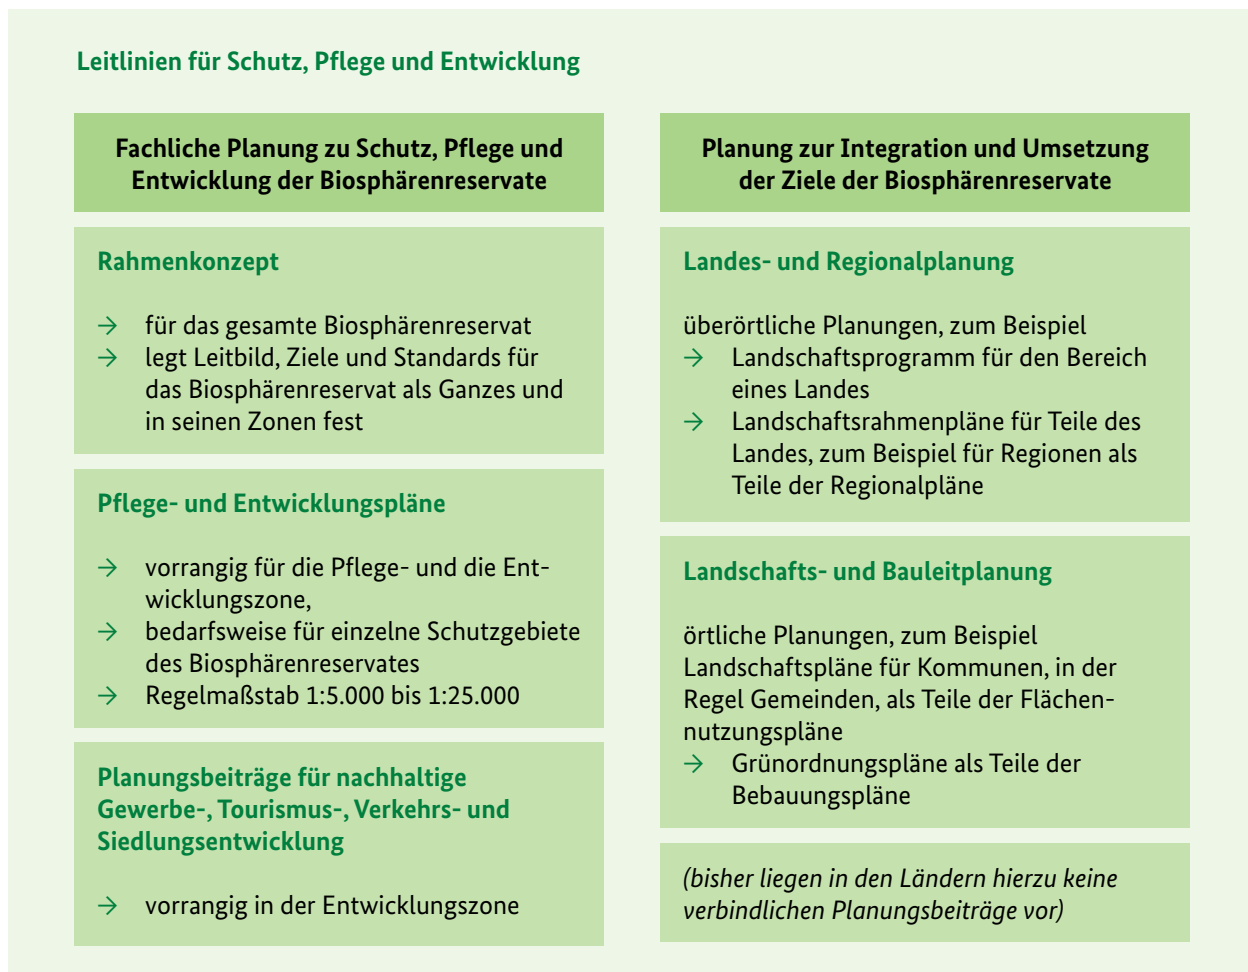 Leitlinien für Schutz, Pflege und Entwicklung
Fachliche Planung zu Schutz, Pflege und
Entwicklung der Biosphärenreservate
Rahmenkonzept
→ für das gesamte Biosphärenreservat
→ legt Leitbild, Ziele und Standards für
das Biosphärenreservat als Ganzes und
in seinen Zonen fest
Pflege- und Entwicklungspläne
→ vorrangig für die Pflege- und die Ent-
wicklungszone,
→ bedarfsweise für einzelne Schutzgebiete
des Biosphärenreservates
→ Regelmaßstab 1:5.000 bis 1:25.000
Planungsbeiträge für nachhaltige
Gewerbe-, Tourismus-, Verkehrs- und
Siedlungsentwicklung
→ vorrangig in der Entwicklungszone
Planung zur Integration und Umsetzung
der Ziele der Biosphärenreservate
Landes- und Regionalplanung
überörtliche Planungen, zum Beispiel
→ Landschaftsprogramm für den Bereich
eines Landes
→ Landschaftsrahmenpläne für Teile des
Landes, zum Beispiel für Regionen als
Teile der Regionalpläne
Landschafts- und Bauleitplanung
örtliche Planungen, zum Beispiel
Landschaftspläne für Kommunen, in der
Regel Gemeinden, als Teile der Flächen-
nutzungspläne
→ Grünordnungspläne als Teile der
Bebauungspläne
(bisher liegen in den Ländern hierzu keine
verbindlichen Planungsbeiträge vor)